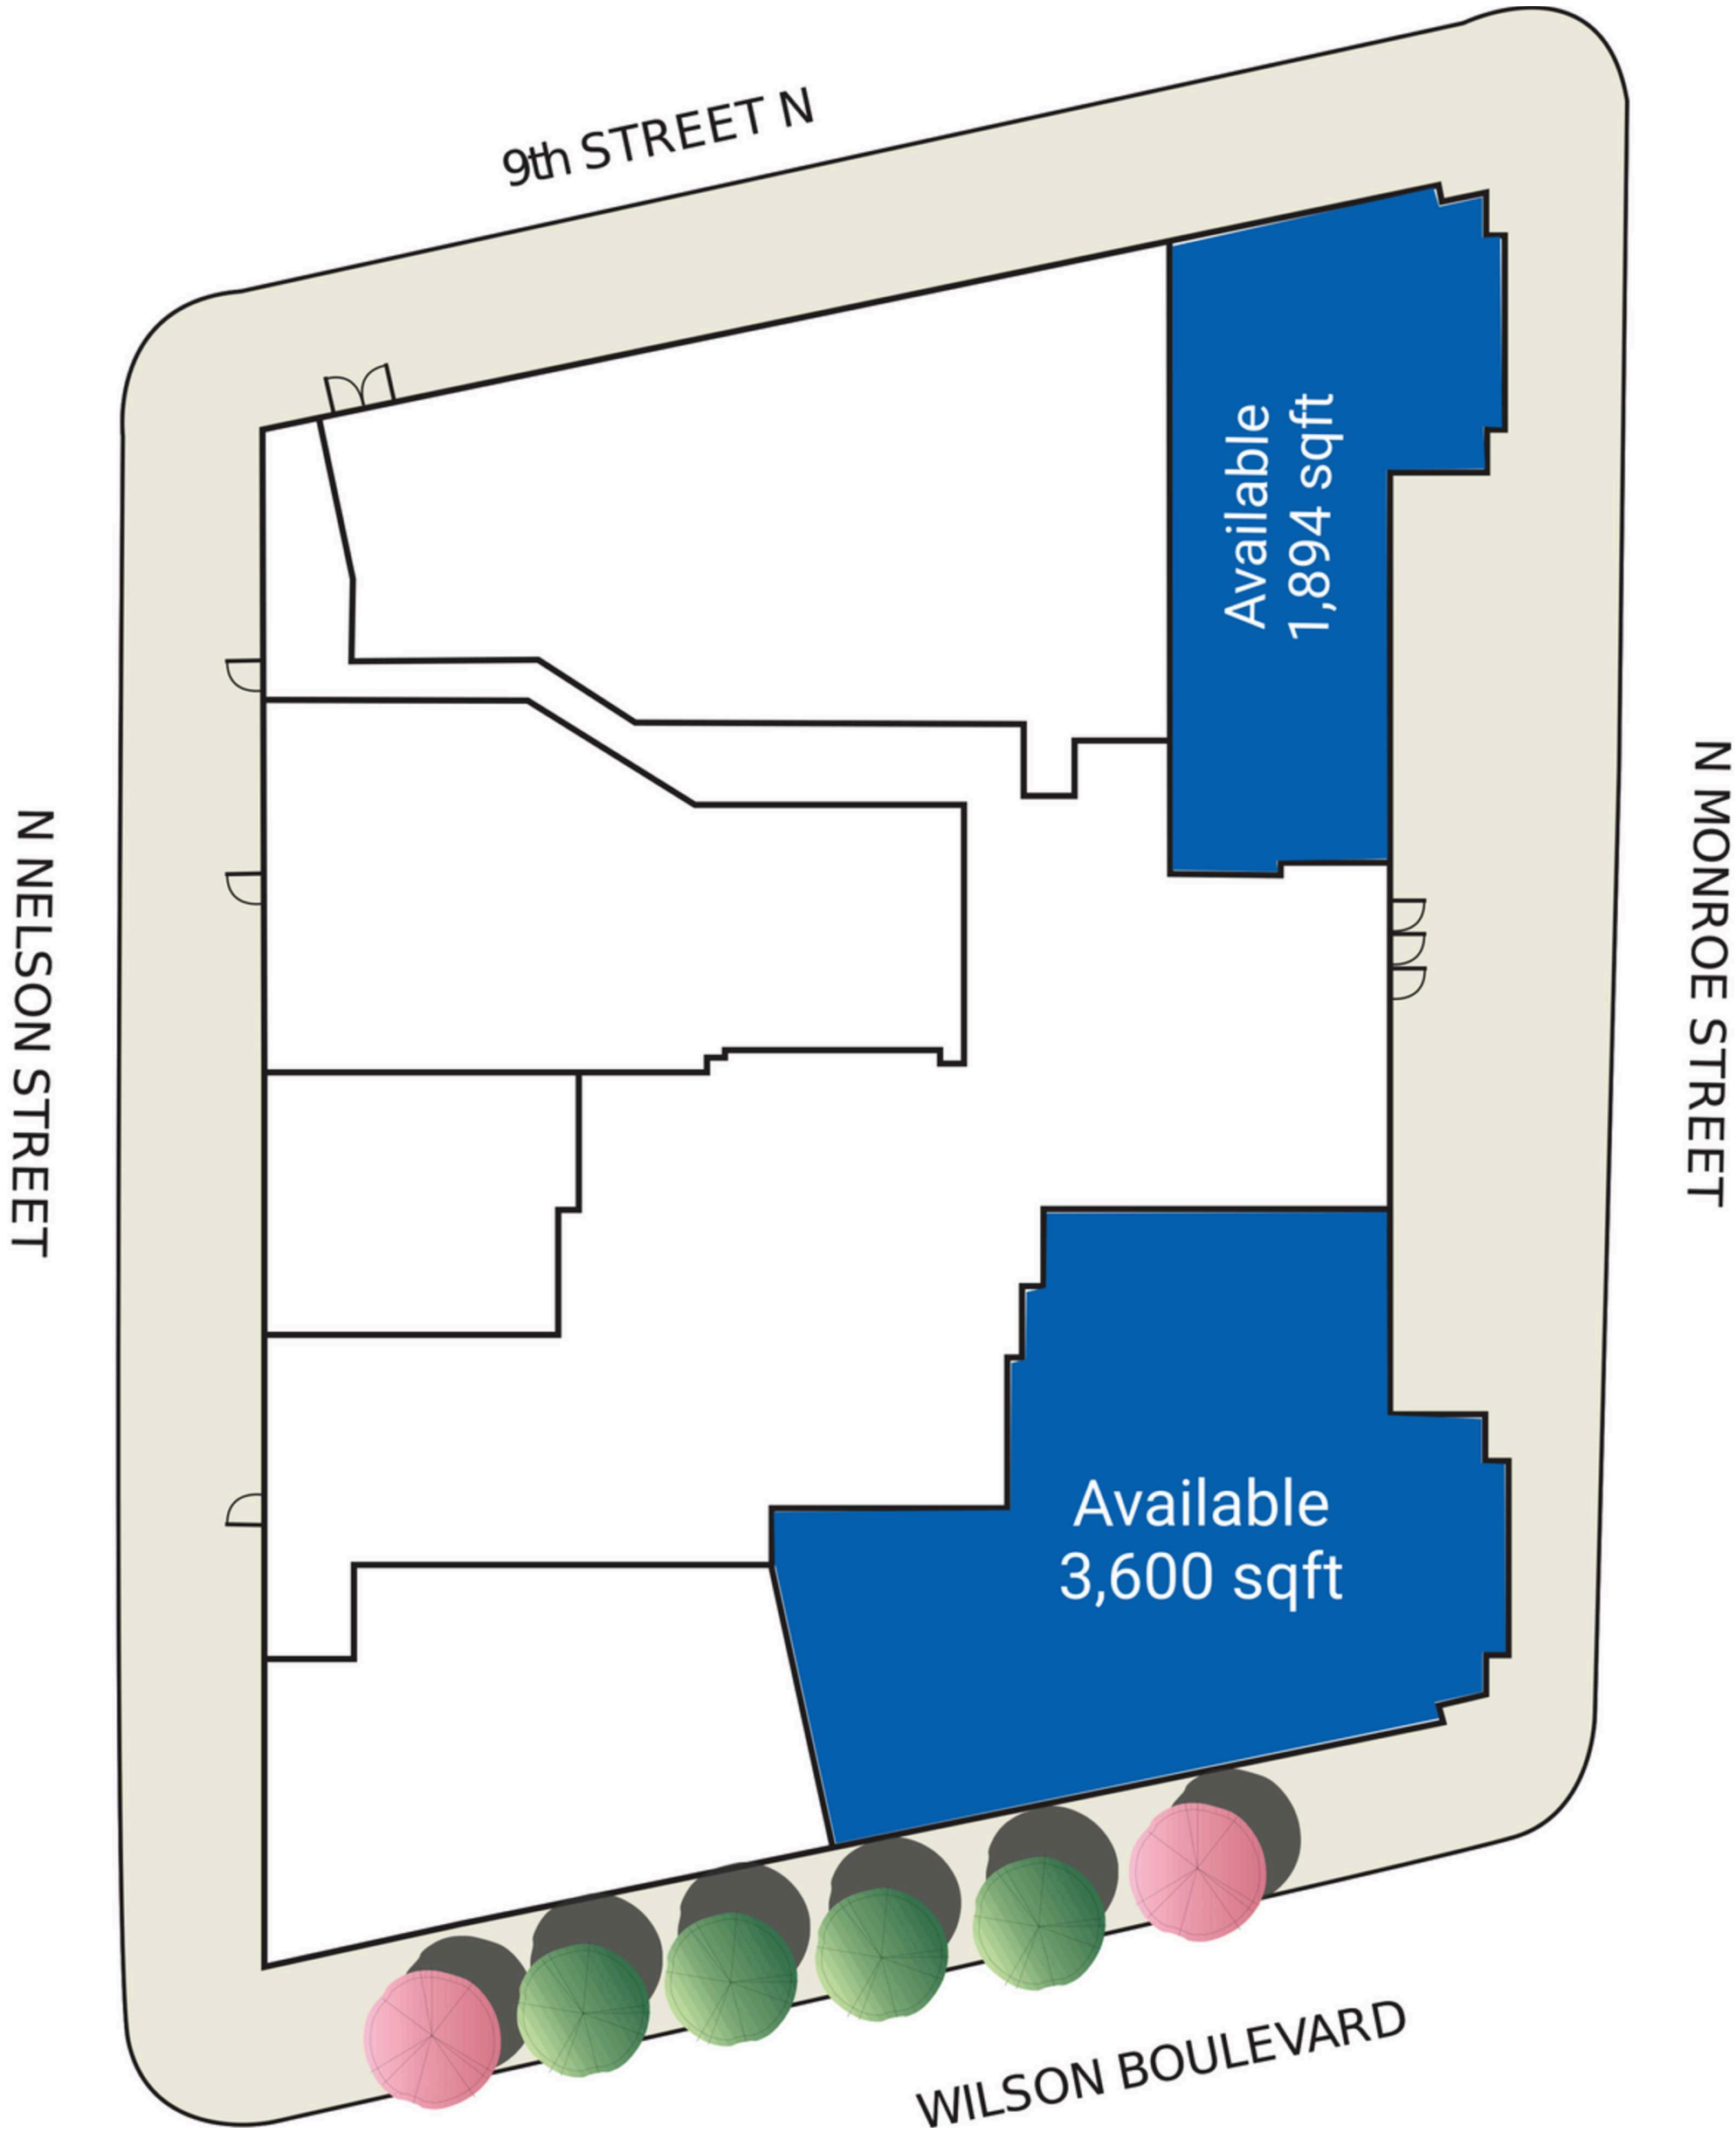 9th STREET N
Available
1,894 sqft
N NELSON STREET
N MONROE STREET
Available
3,600 sqft
WILSON BOULEVARD